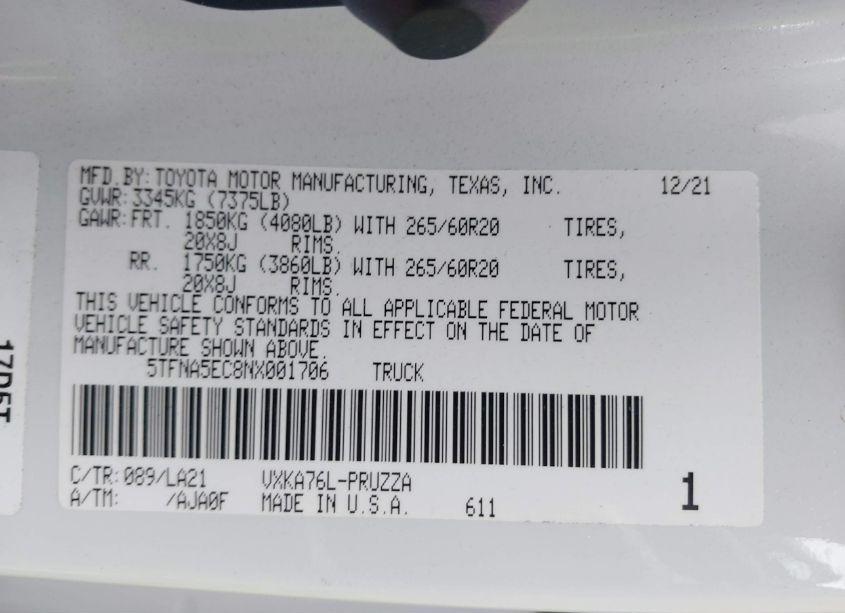 MFD.BY:TOYOTA MOTOR MANUFACTURING, TEXAS, INC. 12/21
GVWR:3345KG (7375LB)
GAWR:FRT. 1850KG (4080LB) WITH 265/60R20 TIRES,
20X8J RIMS.
RR. 1750KG (3860LB) WITH 265/60R20 TIRES,
20X8J RIMS.
THIS VEHICLE CONFORMS TO ALL APPLICABLE FEDERAL MOTOR
VEHICLE SAFETY STANDARDS IN EFFECT ON THE DATE OF
MANUFACTURE SHOWN ABOVE.
5TFNA5EC8NX001706 TRUCK
C/TR:089/LA21 VXKA76L-PRUZZA
A/TM: /AJA0F MADE IN U.S.A. 611
1